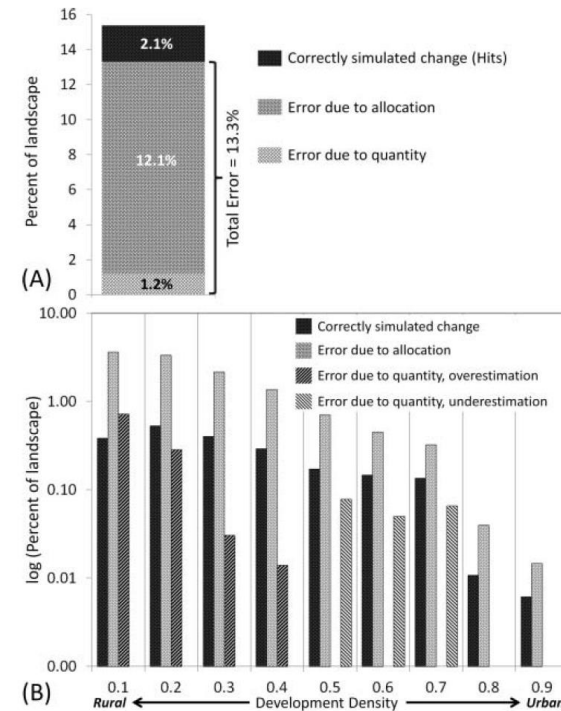 16
14
12
10
8
6
4
2
0
Percent of landscape
2.1%
12.1%
1.2%
Total Error = 13.3%
Correctly simulated change (Hits)
Error due to allocation
Error due to quantity
(A)
10.00
1.00
0.10
0.01
0.00
log (Percent of landscape)
Correctly simulated change
Error due to allocation
Error due to quantity, overestimation
Error due to quantity, underestimation
0.1 0.2 0.3 0.4 0.5 0.6 0.7 0.8 0.9
(B)
Rural Development Density Urban